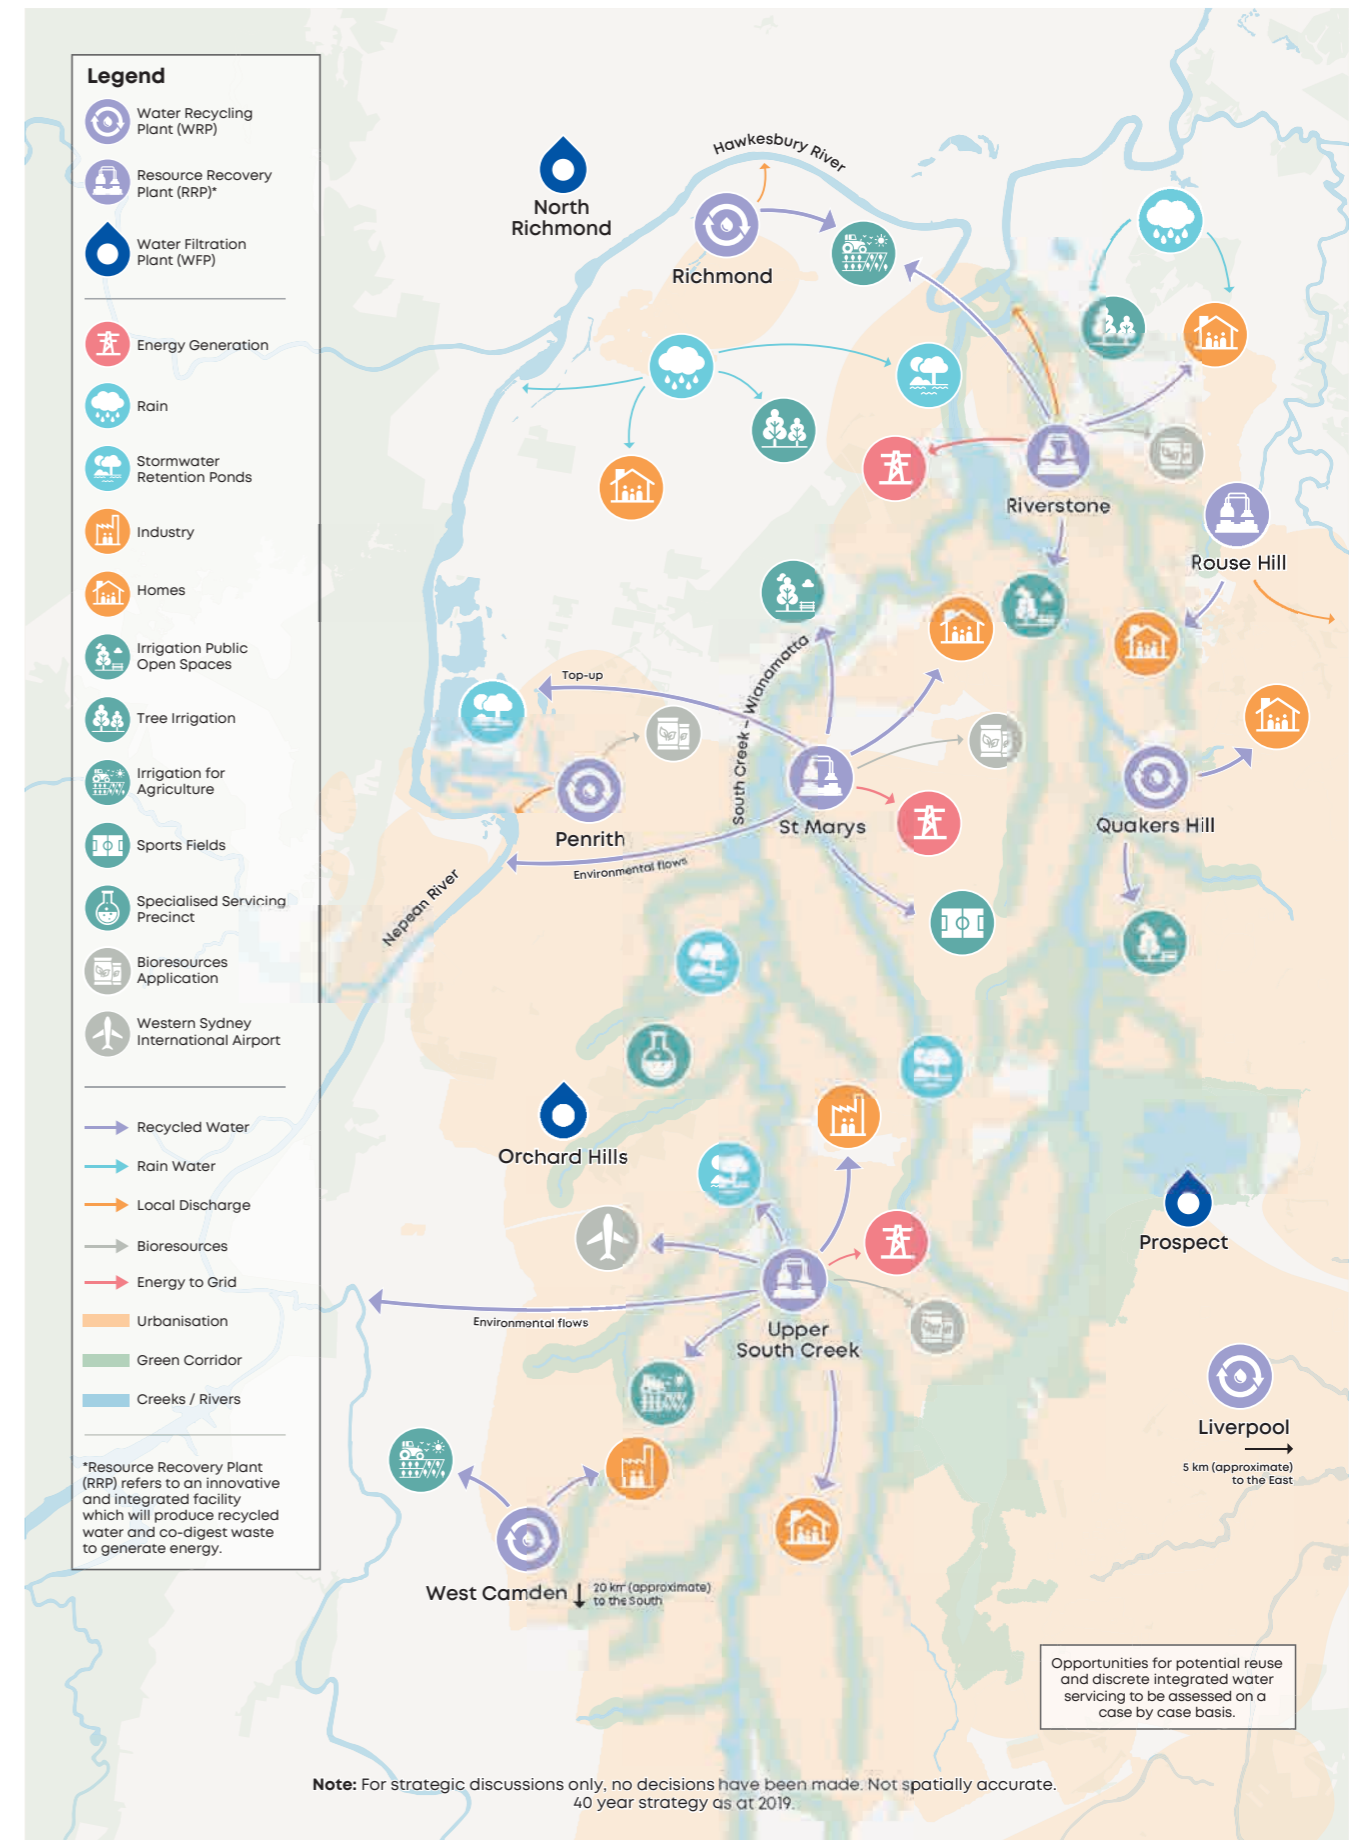 Legend
Water Recycling
Plant (WRP)
Resource Recovery
Plant (RRP)*
Water Filtration
Plant (WFP)
Energy Generation
Rain
Stormwater
Retention Ponds
Industry
Homes
Irrigation Public
Open Spaces
Tree Irrigation
Irrigation for
Agriculture
Sports Fields
Specialised Servicing
Precinct
Bioresources
Application
Western Sydney
International Airport
Recycled Water
Rain Water
Local Discharge
Bioresources
Energy to Grid
Urbanisation
Green Corridor
Creeks / Rivers
*Resource Recovery Plant
(RRP) refers to an innovative
and integrated facility
which will produce recycled
water and co-digest waste
to generate energy.
Hawkesbury River
North
Richmond
Richmond
Riverstone
Rouse Hill
South Creek – Wianamatta
Top-up
Penrith
St Marys
Quakers Hill
Environmental flows
Nepean River
Orchard Hills
Prospect
Environmental flows
Upper
South Creek
Liverpool
5 km (approximate)
to the East
West Camden
20 km (approximate)
to the South
Opportunities for potential reuse
and discrete integrated water
servicing to be assessed on a
case by case basis.
Note: For strategic discussions only, no decisions have been made. Not spatially accurate.
40 year strategy as at 2019.